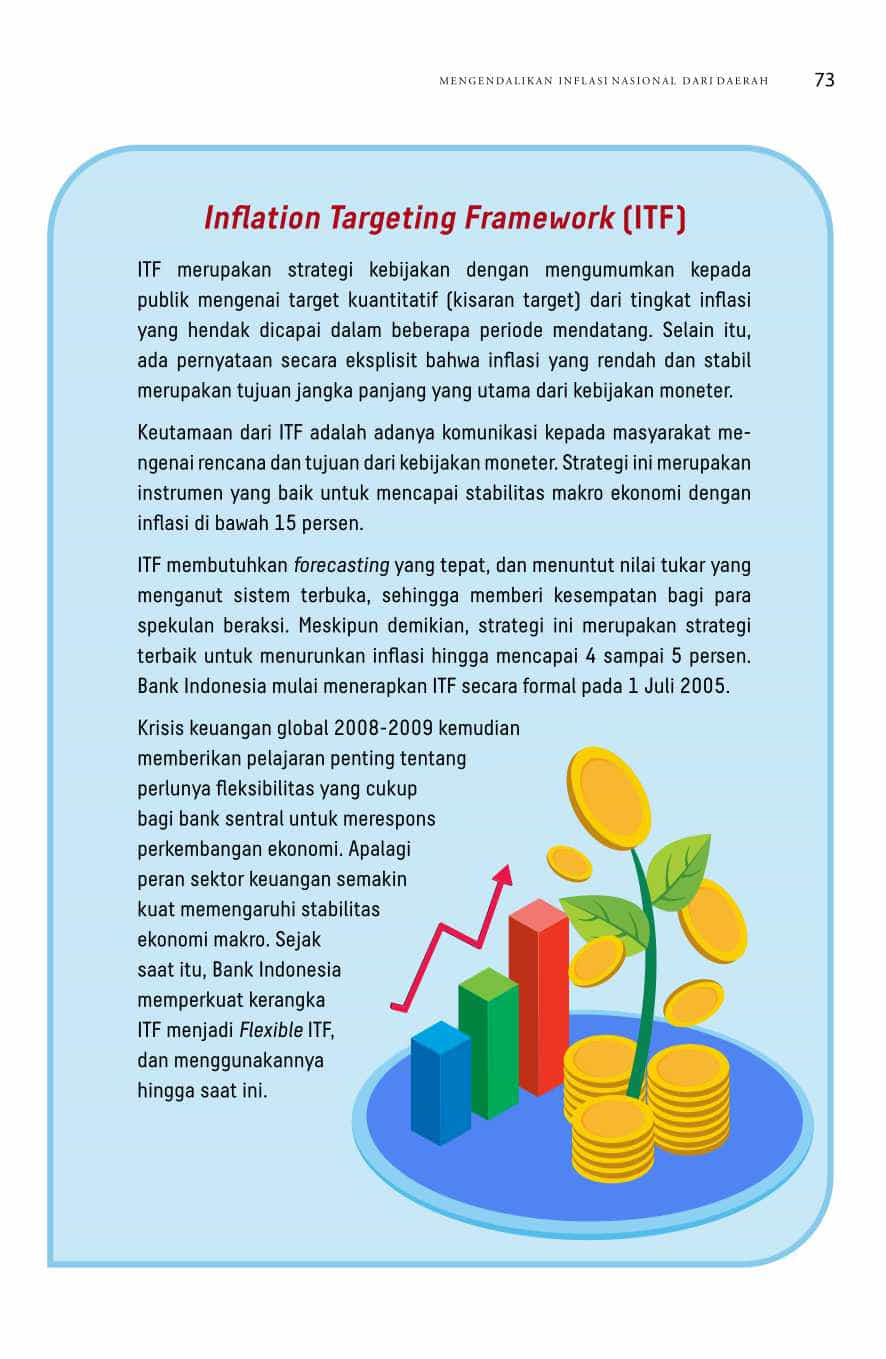 MENGENDALIKAN INFLASI NASIONAL DARI DAERAH 73
Inflation Targeting Framework (ITF)
ITF merupakan strategi kebijakan dengan mengumumkan kepada
publik mengenai target kuantitatif (kisaran target) dari tingkat inflasi
yang hendak dicapai dalam beberapa periode mendatang. Selain itu,
ada pernyataan secara eksplisit bahwa inflasi yang rendah dan stabil
merupakan tujuan jangka panjang yang utama dari kebijakan moneter.
Keutamaan dari ITF adalah adanya komunikasi kepada masyarakat me-
ngenai rencana dan tujuan dari kebijakan moneter. Strategi ini merupakan
instrumen yang baik untuk mencapai stabilitas makro ekonomi dengan
inflasi di bawah 15 persen.
ITF membutuhkan forecasting yang tepat, dan menuntut nilai tukar yang
menganut sistem terbuka, sehingga memberi kesempatan bagi para
spekulan beraksi. Meskipun demikian, strategi ini merupakan strategi
terbaik untuk menurunkan inflasi hingga mencapai 4 sampai 5 persen.
Bank Indonesia mulai menerapkan ITF secara formal pada 1 Juli 2005.
Krisis keuangan global 2008-2009 kemudian
memberikan pelajaran penting tentang
perlunya fleksibilitas yang cukup
bagi bank sentral untuk merespons
perkembangan ekonomi. Apalagi
peran sektor keuangan semakin
kuat memengaruhi stabilitas
ekonomi makro. Sejak
saat itu, Bank Indonesia
memperkuat kerangka
ITF menjadi Flexible ITF,
dan menggunakannya
hingga saat ini.